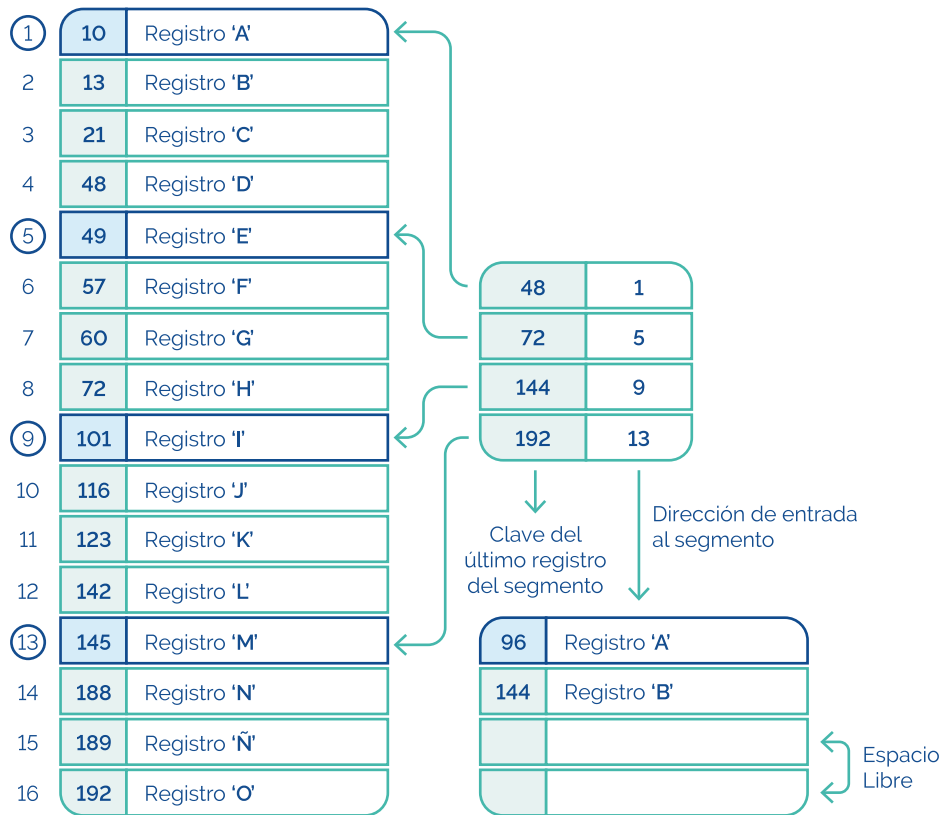 1 10 Registro ‘A’
2 13 Registro ‘B’
3 21 Registro ‘C’
4 48 Registro ‘D’
5 49 Registro ‘E’
6 57 Registro ‘F’
7 60 Registro ‘G’
8 72 Registro ‘H’
9 101 Registro ‘I’
10 116 Registro ‘J’
11 123 Registro ‘K’
12 142 Registro ‘L’
13 145 Registro ‘M’
14 188 Registro ‘N’
15 189 Registro ‘Ñ’
16 192 Registro ‘O’
48 1
72 5
144 9
192 13
Clave del
último registro
del segmento
Dirección de entrada
al segmento
96 Registro ‘A’
144 Registro ‘B’
Espacio
Libre